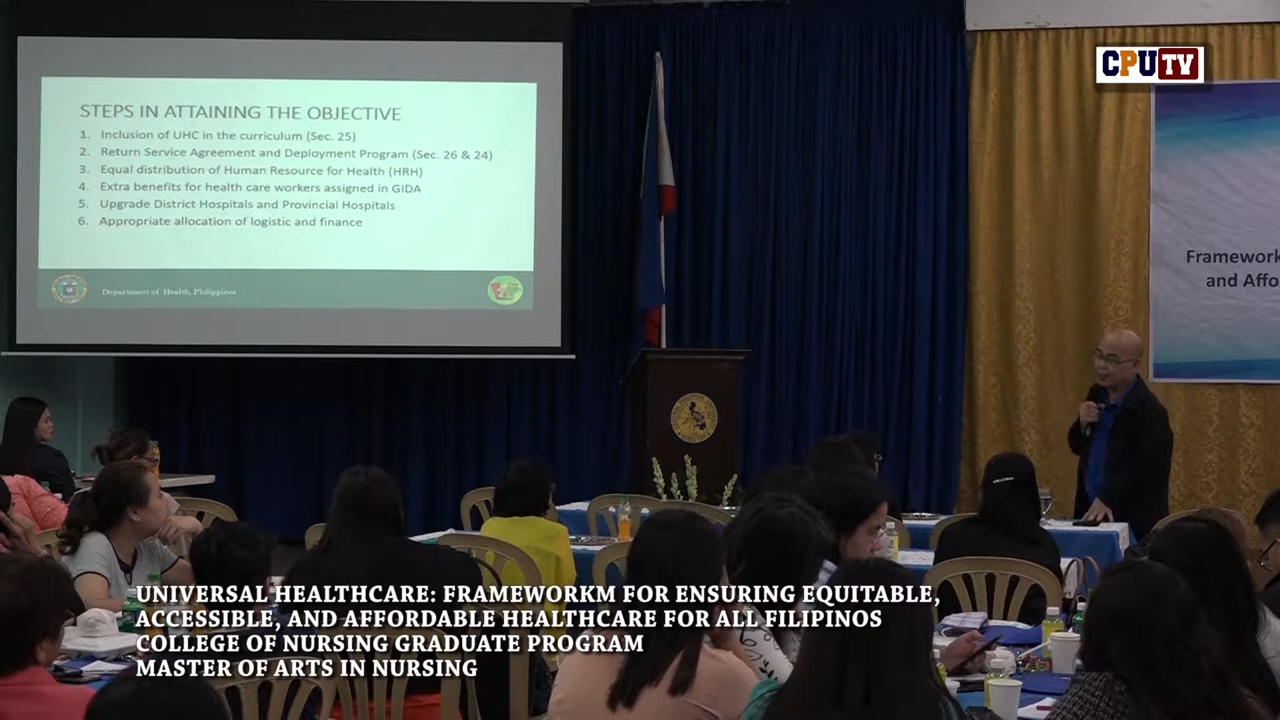 CPUTV
STEPS IN ATTAINING THE OBJECTIVE
1. Inclusion of UHC in the curriculum (Sec. 25)
2. Return Service Agreement and Deployment Program (Sec. 26 & 24)
3. Equal distribution of Human Resource for Health (HRH)
4. Extra benefits for health care workers assigned in GIDA
5. Upgrade District Hospitals and Provincial Hospitals
6. Appropriate allocation of logistic and finance
Department of Health, Philippines
Framework
and Affo
UNIVERSAL HEALTHCARE: FRAMEWORKM FOR ENSURING EQUITABLE,
ACCESSIBLE, AND AFFORDABLE HEALTHCARE FOR ALL FILIPINOS
COLLEGE OF NURSING GRADUATE PROGRAM
MASTER OF ARTS IN NURSING